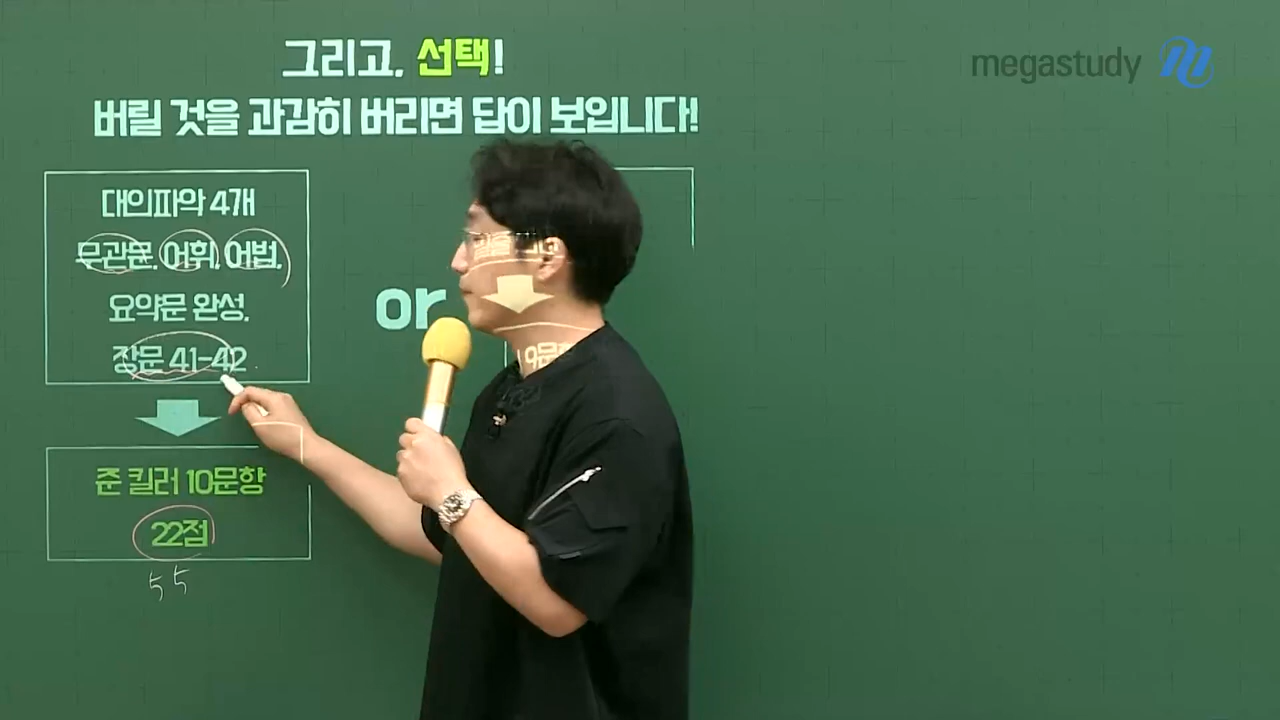 그리고, 선택!
버릴 것을 과감히 버리면 답이 보입니다!
megastudy
대의파악 4개
무관문, 어휘, 어법,
요약문 완성,
장문 41-42
or
준 킬러 10문항
22점
55